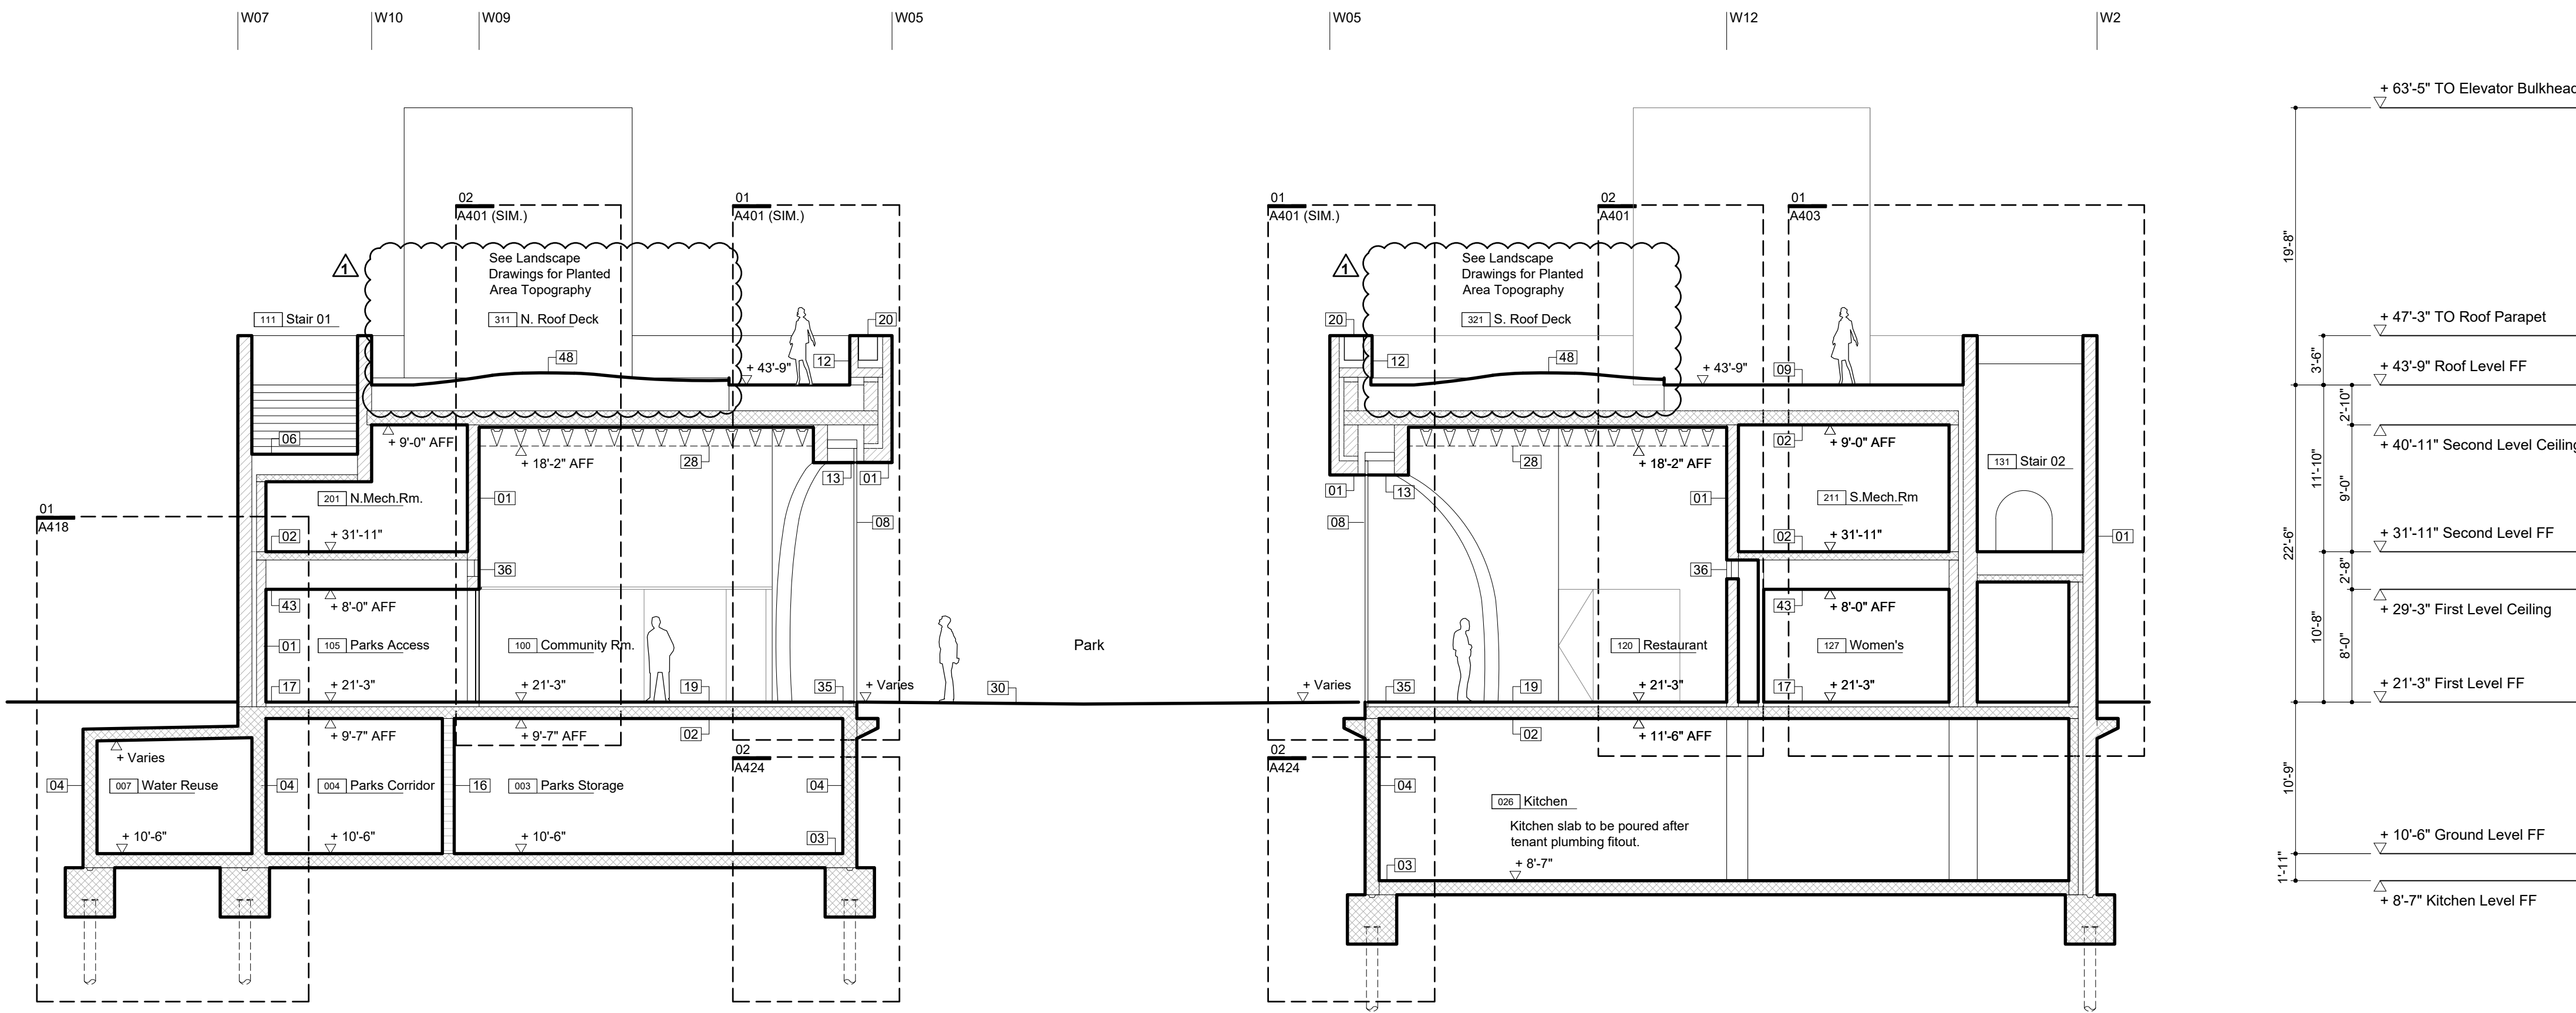 W07
W10
W09
W05
W05
W12
W2
+ 63'-5" TO Elevator Bulkhead
02
A401 (SIM.)
01
A401 (SIM.)
01
A401 (SIM.)
02
A401
01
A403
1
See Landscape
Drawings for Planted
Area Topography
1
See Landscape
Drawings for Planted
Area Topography
19'-8"
111 Stair 01
311 N. Roof Deck
20
20
321 S. Roof Deck
+ 47'-3" TO Roof Parapet
48
+ 43'-9"
12
12
48
+ 43'-9"
09
3'-6"
+ 43'-9" Roof Level FF
2'-10"
06
+ 9'-0" AFF
+ 18'-2" AFF
28
13
01
01
13
28
+ 18'-2" AFF
02
+ 9'-0" AFF
131 Stair 02
+ 40'-11" Second Level Ceiling
201 N.Mech.Rm.
01
01
211 S.Mech.Rm
11'-10"
9'-0"
01
A418
02
+ 31'-11"
08
08
02
+ 31'-11"
01
+ 31'-11" Second Level FF
22'-6"
36
36
2'-8"
43
+ 8'-0" AFF
43
+ 8'-0" AFF
+ 29'-3" First Level Ceiling
01
105 Parks Access
100 Community Rm.
Park
120 Restaurant
127 Women's
10'-8"
8'-0"
17
+ 21'-3"
+ 21'-3"
19
35
+ Varies
30
+ Varies
35
19
+ 21'-3"
17
+ 21'-3"
+ 21'-3" First Level FF
+ 9'-7" AFF
+ 9'-7" AFF
02
02
+ 11'-6" AFF
+ Varies
02
A424
02
A424
04
007 Water Reuse
04
004 Parks Corridor
16
003 Parks Storage
04
04
10'-9"
026 Kitchen
Kitchen slab to be poured after
tenant plumbing fitout.
+ 10'-6"
+ 10'-6"
+ 10'-6"
03
+ 10'-6" Ground Level FF
03
+ 8'-7"
1'-11"
+ 8'-7" Kitchen Level FF